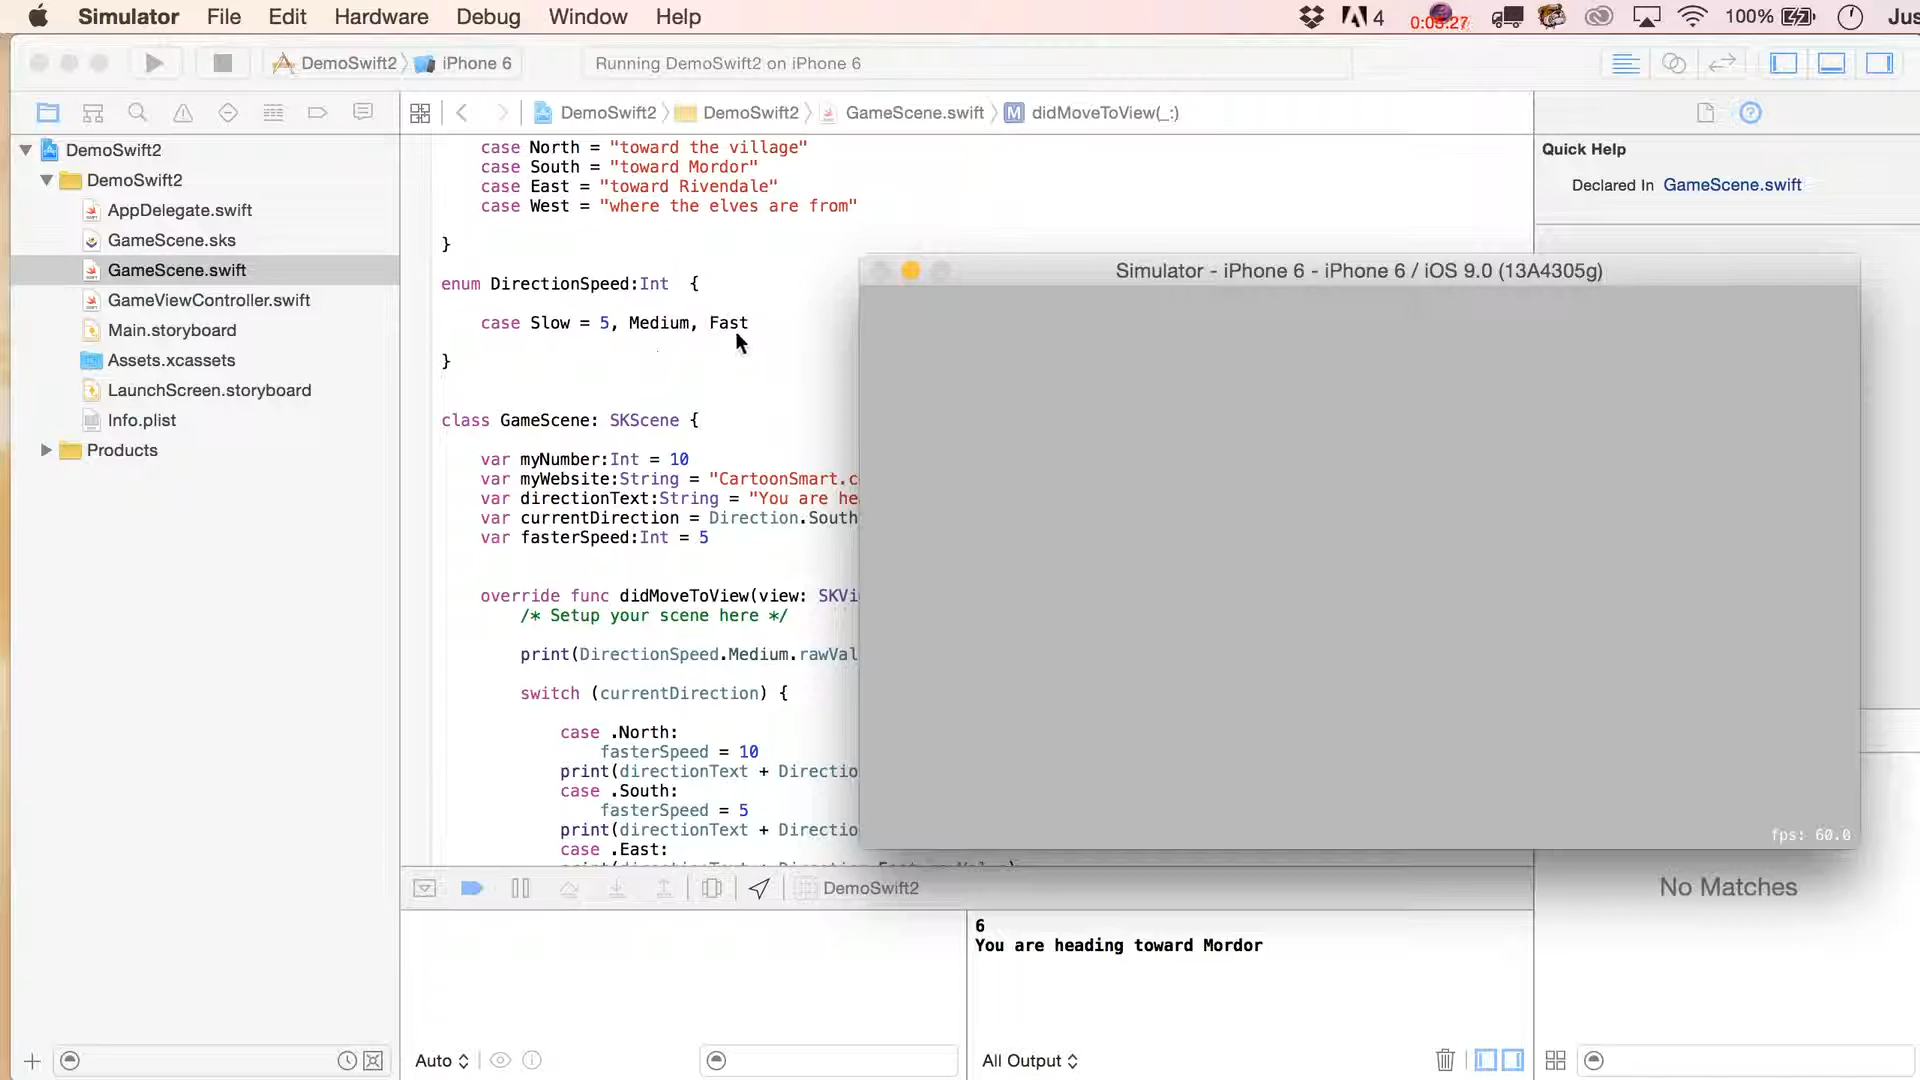 Simulator File Edit Hardware Debug Window Help
4 0:05:27 100% Jus
DemoSwift2 iPhone 6 Running DemoSwift2 on iPhone 6
DemoSwift2 DemoSwift2 GameScene.swift M didMoveToView(_:)
DemoSwift2
DemoSwift2
AppDelegate.swift
GameScene.sks
GameScene.swift
GameViewController.swift
Main.storyboard
Assets.xcassets
LaunchScreen.storyboard
Info.plist
Products
case North = "toward the village"
case South = "toward Mordor"
case East = "toward Rivendale"
case West = "where the elves are from"
}
enum DirectionSpeed:Int {
case Slow = 5, Medium, Fast
}
class GameScene: SKScene {
var myNumber:Int = 10
var myWebsite:String = "CartoonSmart.c
var directionText:String = "You are he
var currentDirection = Direction.South
var fasterSpeed:Int = 5
override func didMoveToView(view: SKVi
/* Setup your scene here */
print(DirectionSpeed.Medium.rawVal
switch (currentDirection) {
case .North:
fasterSpeed = 10
print(directionText + Directio
case .South:
fasterSpeed = 5
print(directionText + Directio
case .East:
Quick Help
Declared In GameScene.swift
Simulator - iPhone 6 - iPhone 6 / iOS 9.0 (13A4305g)
fps: 60.0
DemoSwift2
No Matches
6
You are heading toward Mordor
Auto
All Output